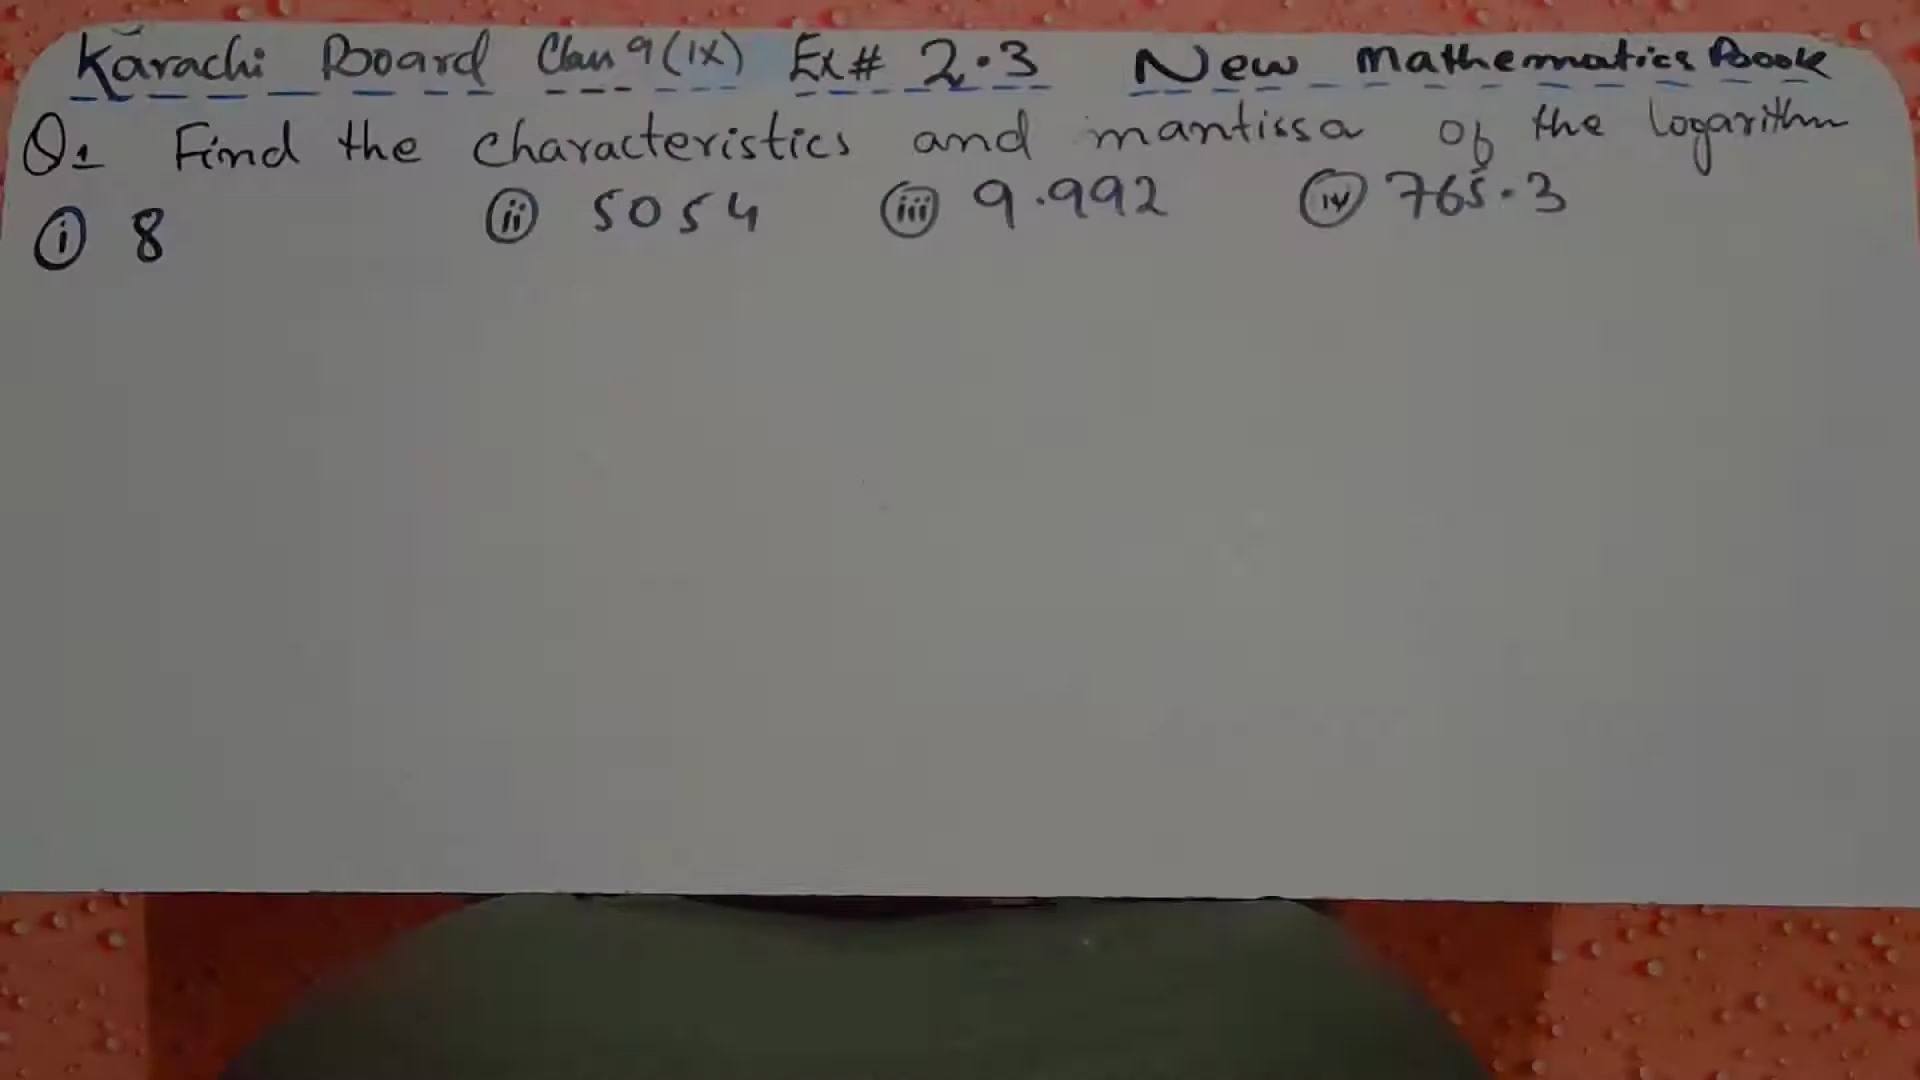 Karachi Board Class 9 (IX) Ex# 2.3 New Mathematics Book
Q1 Find the characteristics and mantissa of the logarithm
(i) 8 (ii) 5054 (iii) 9.992 (iv) 765.3